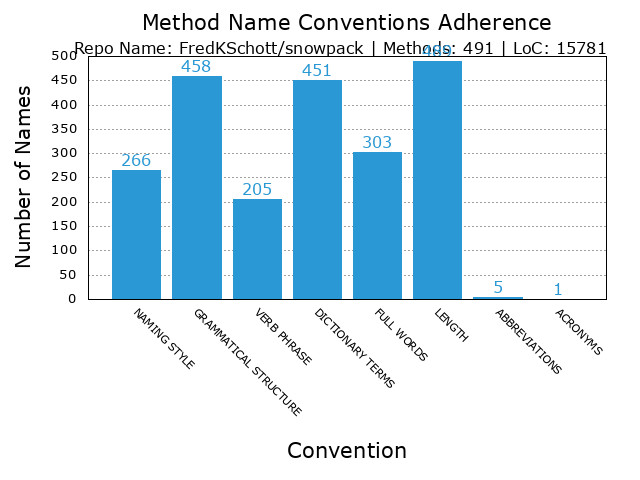 Method Name Conventions Adherence
Repo Name: FredKSchott/snowpack | Methods: 491 | LoC: 15781
Number of Names
500
450
400
350
300
250
200
150
100
50
0
266
458
205
451
303
5
1
NAMING STYLE
GRAMMATICAL STRUCTURE
VERB PHRASE
DICTIONARY TERMS
FULL WORDS
LENGTH
ABBREVIATIONS
ACRONYMS
Convention